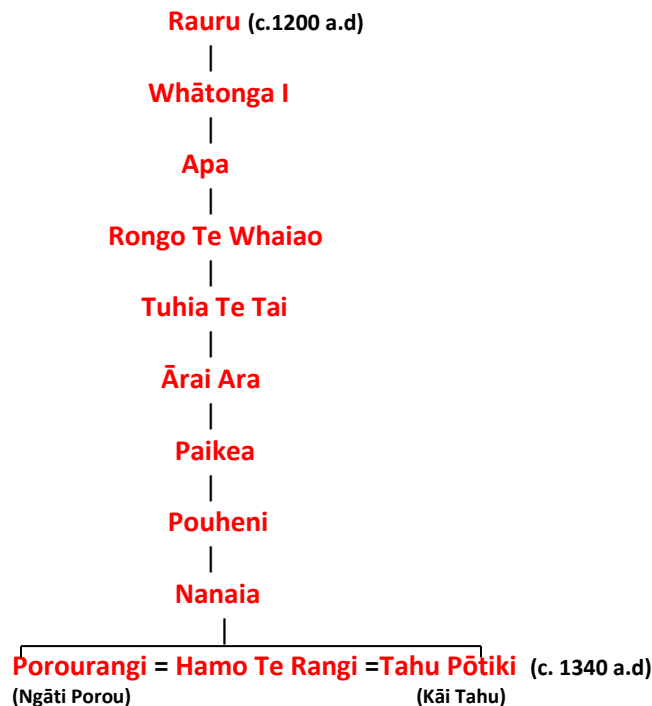 Rauru (c.1200 a.d)
Whātonga I
Apa
Rongo Te Whaiao
Tuhia Te Tai
Ārai Ara
Paikea
Pouheni
Nanaia
Porourangi = Hamo Te Rangi =Tahu Pōtiki (c. 1340 a.d)
(Ngāti Porou) (Kāi Tahu)